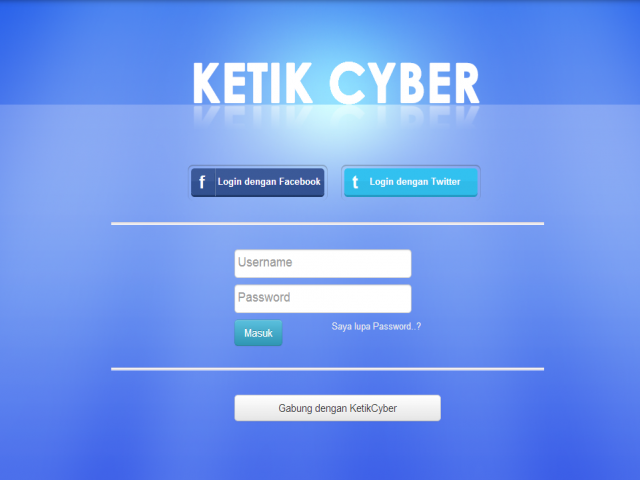 KETIK CYBER
f Login dengan Facebook
t Login dengan Twitter
Username
Password
Masuk
Saya lupa Password..?
Gabung dengan KetikCyber